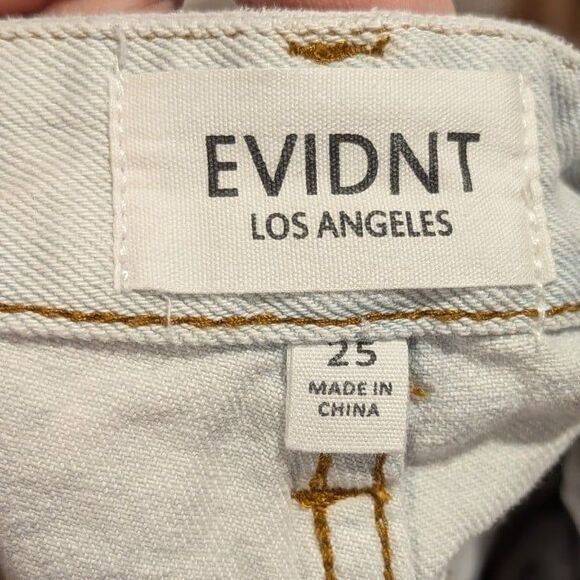 EVIDNT
LOS ANGELES
25
MADE IN
CHINA